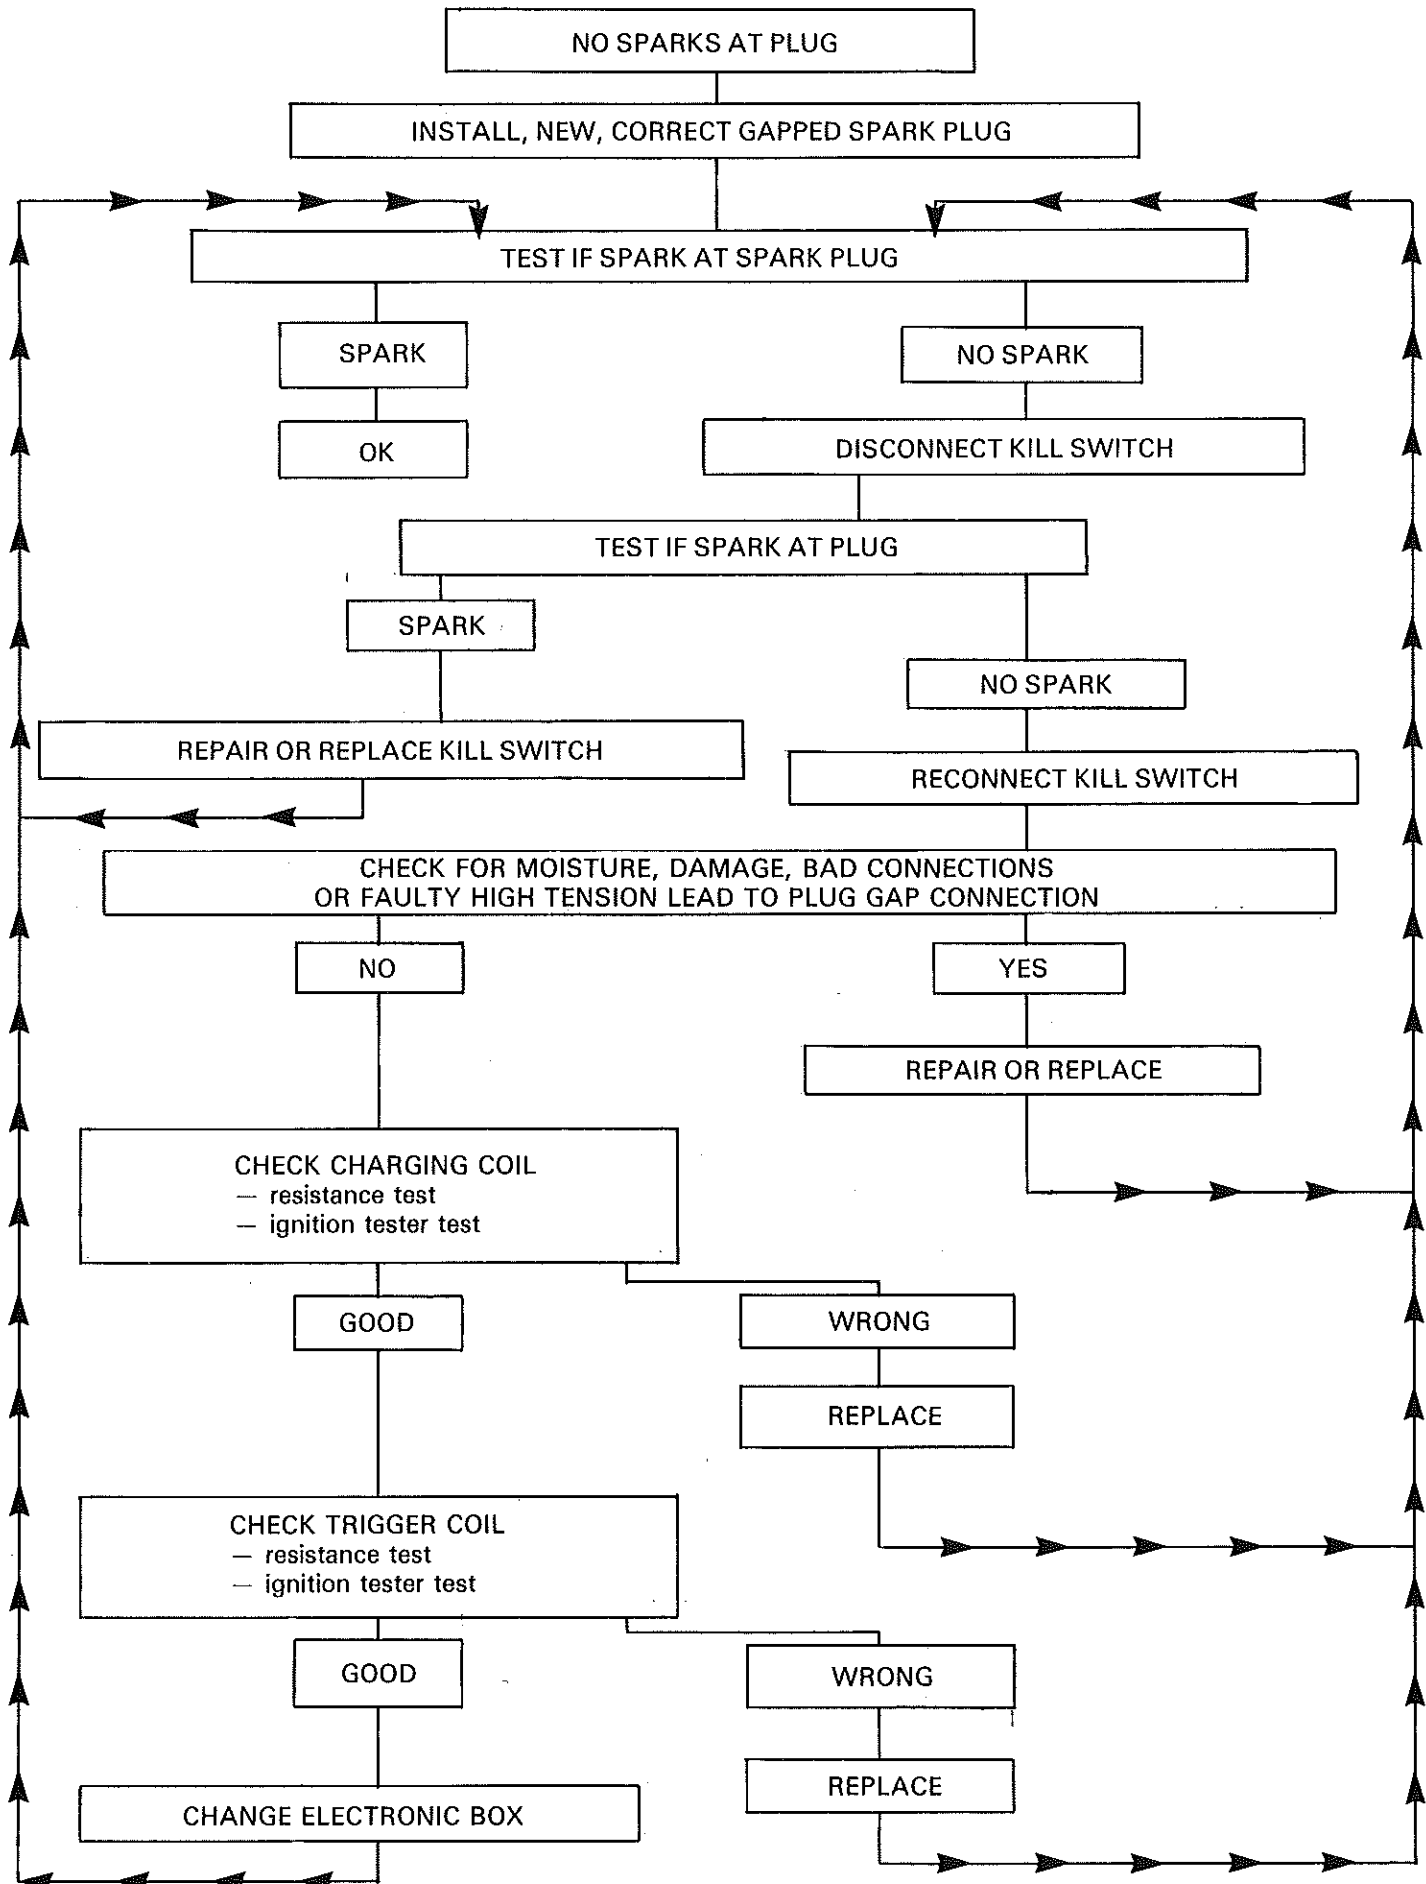 NO SPARKS AT PLUG
INSTALL, NEW, CORRECT GAPPED SPARK PLUG
TEST IF SPARK AT SPARK PLUG
SPARK
NO SPARK
OK
DISCONNECT KILL SWITCH
TEST IF SPARK AT PLUG
SPARK
NO SPARK
REPAIR OR REPLACE KILL SWITCH
RECONNECT KILL SWITCH
CHECK FOR MOISTURE, DAMAGE, BAD CONNECTIONS
OR FAULTY HIGH TENSION LEAD TO PLUG GAP CONNECTION
NO
YES
REPAIR OR REPLACE
CHECK CHARGING COIL
— resistance test
— ignition tester test
GOOD
WRONG
REPLACE
CHECK TRIGGER COIL
— resistance test
— ignition tester test
GOOD
WRONG
REPLACE
CHANGE ELECTRONIC BOX